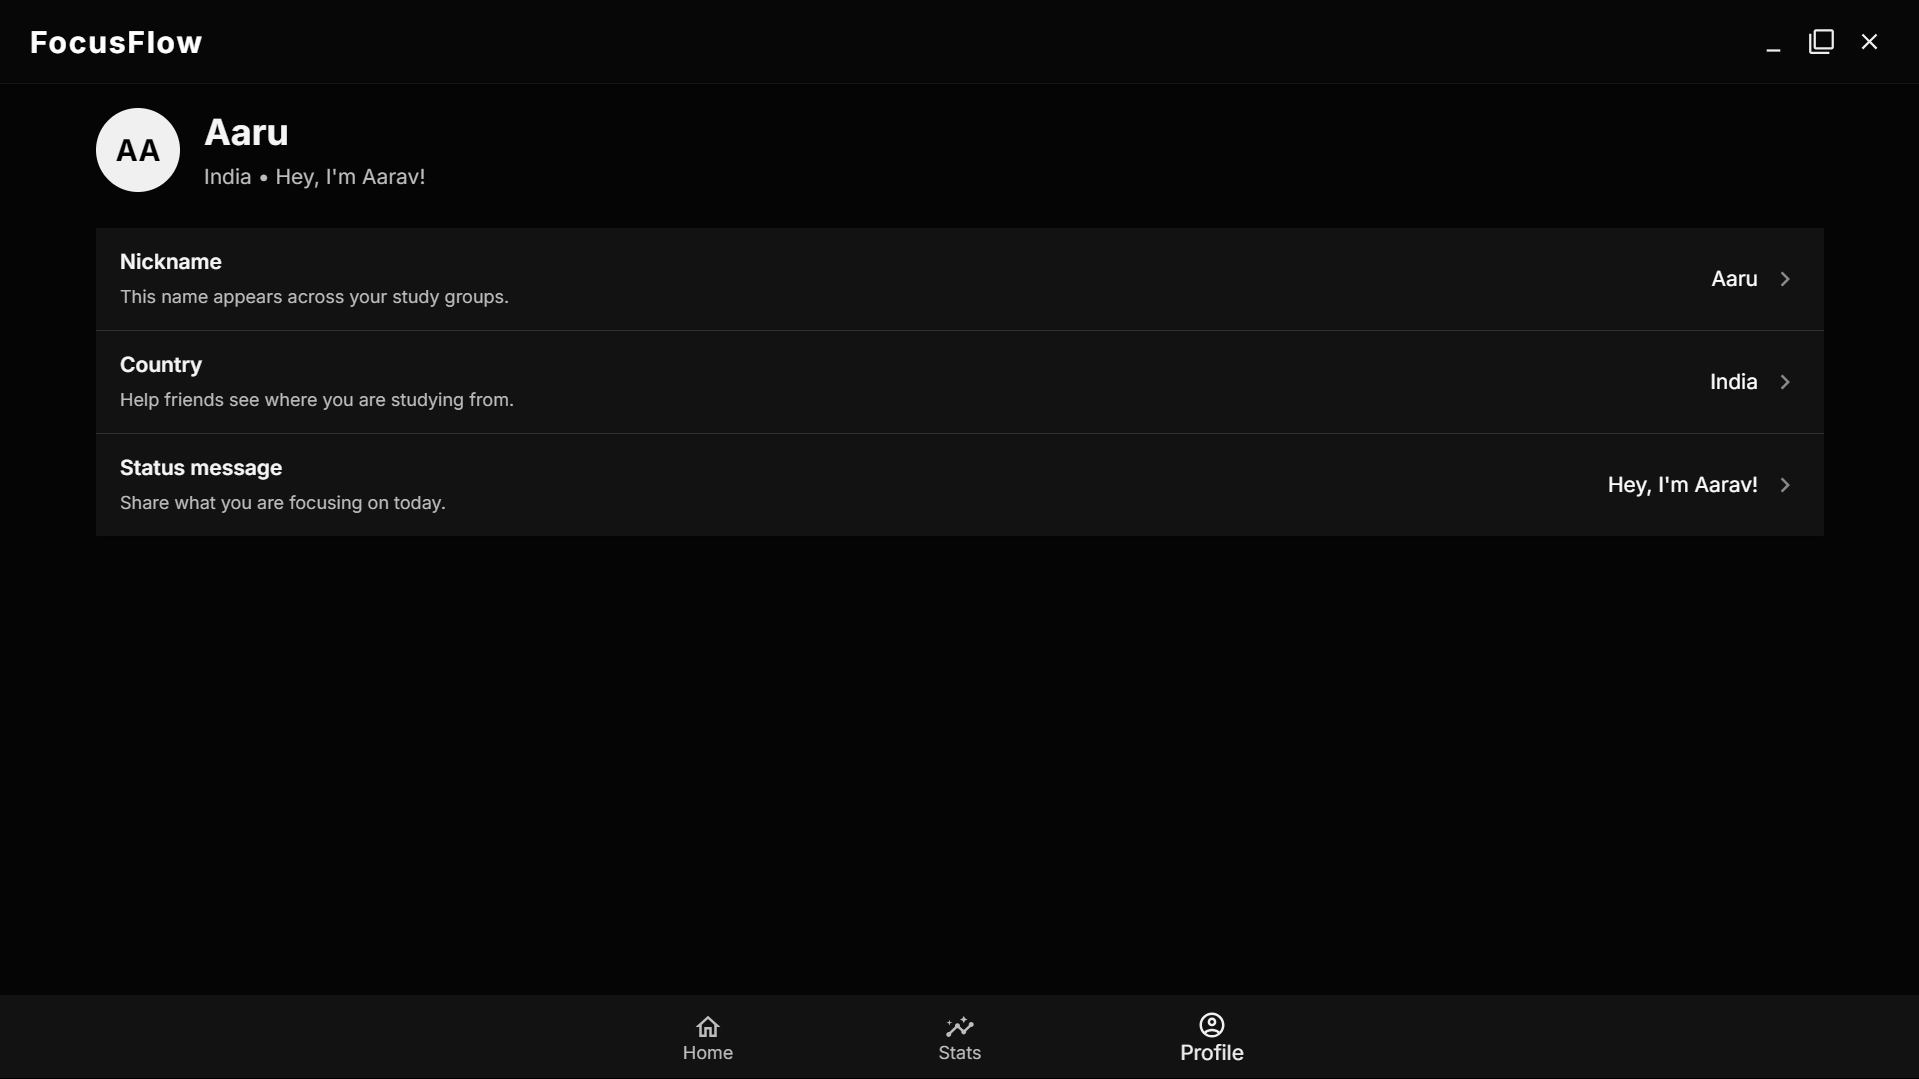 FocusFlow
AA
Aaru
India • Hey, I'm Aarav!
Nickname
This name appears across your study groups.
Aaru
Country
Help friends see where you are studying from.
India
Status message
Share what you are focusing on today.
Hey, I'm Aarav!
Home
Stats
Profile